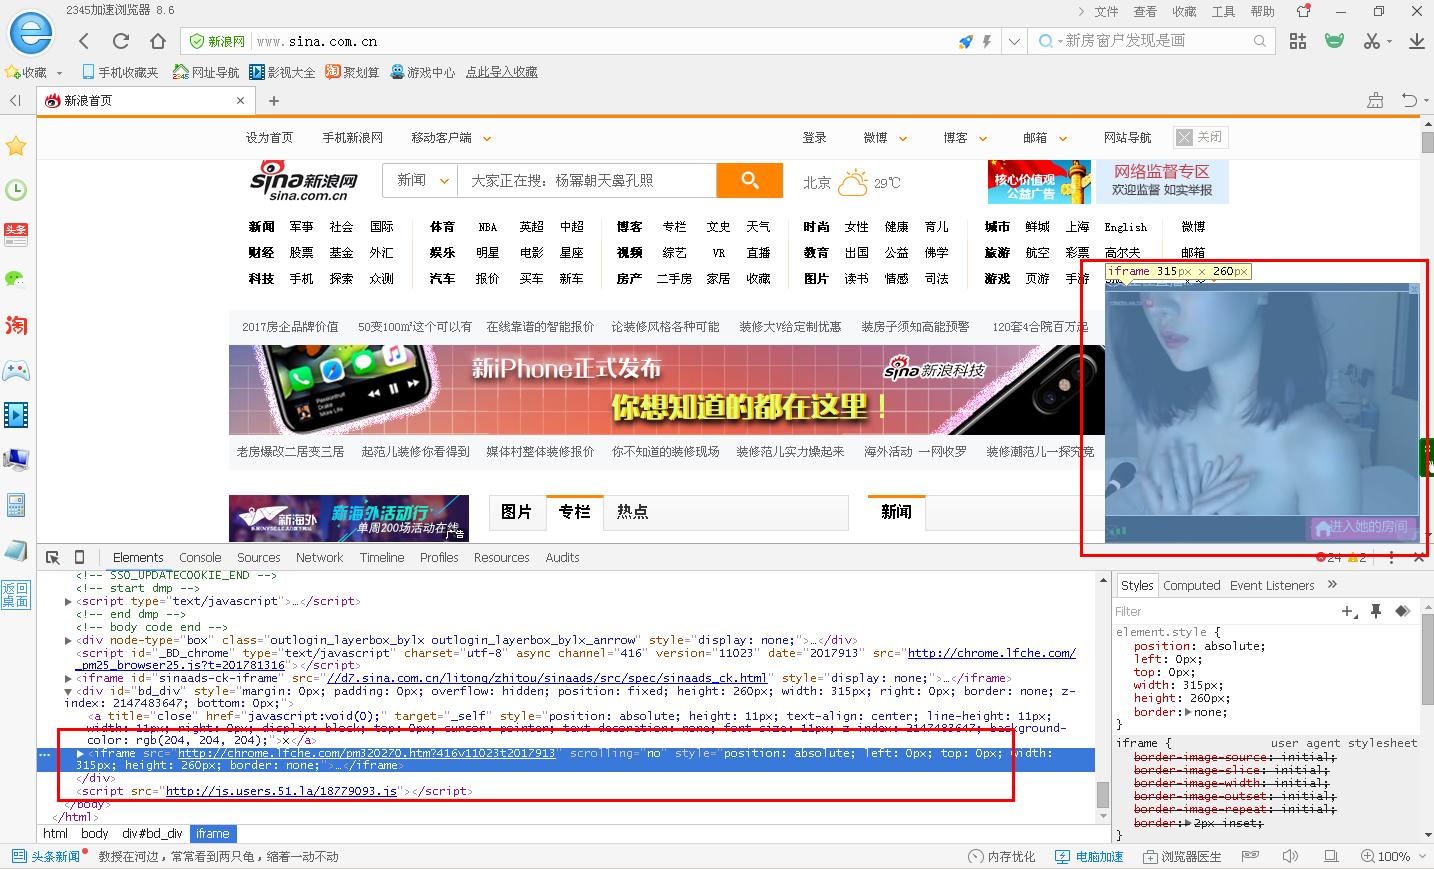 2345加速浏览器 8.6
文件 查看 收藏 工具 帮助
新浪网 www.sina.com.cn
新房窗户发现是画
收藏 手机收藏夹 网址导航 影视大全 聚划算 游戏中心 点此导入收藏
新浪首页
设为首页 手机新浪网 移动客户端 登录 微博 博客 邮箱 网站导航 关闭
sina新浪网
sina.com.cn
新闻 大家正在搜：杨幂朝天鼻孔照
北京 29℃
核心价值观
公益广告
网络监督专区
欢迎监督 如实举报
新闻 军事 社会 国际 体育 NBA 英超 中超 博客 专栏 文史 天气 时尚 女性 健康 育儿 城市 鲜城 上海 English 微博
财经 股票 基金 外汇 娱乐 明星 电影 星座 视频 综艺 VR 直播 教育 出国 公益 佛学 旅游 航空 彩票 高尔夫 邮箱
科技 手机 探索 众测 汽车 报价 买车 新车 房产 二手房 家居 收藏 图片 读书 情感 司法 游戏 页游 手游
iframe 315px × 260px
2017房企品牌价值 50变100m²这个可以有 在线靠谱的智能报价 论装修风格各种可能 装修大V给定制优惠 装房子须知高能预警 120套4合院百万起
新iPhone正式发布
sina新浪科技
你想知道的都在这里！
老房爆改二居变三居 起范儿装修你看得到 媒体村整体装修报价 你不知道的装修现场 装修范儿实力燥起来 海外活动 一网收罗 装修潮范儿一探究竟
新海外
新海外活动行
单周200场活动在线
广告
图片 专栏 热点 新闻
进入她的房间
Elements Console Sources Network Timeline Profiles Resources Audits
24 2
<!-- SSO_UPDATECOOKIE_END -->
<!-- start dmp -->
<script type="text/javascript">…</script>
<!-- end dmp -->
<!-- body code end -->
<div node-type="box" class="outlogin_layerbox_bylx outlogin_layerbox_bylx_anrrow" style="display: none;">…</div>
<script id="_BD_chrome" type="text/javascript" charset="utf-8" async channel="416" version="11023" date="2017913" src="http://chrome.lfche.com/
_pm25_browser25.js?t=201781316"></script>
<iframe id="sinaads-ck-iframe" src="//d7.sina.com.cn/litong/zhitou/sinaads/src/spec/sinaads_ck.html" style="display: none;">…</iframe>
<div id="bd_div" style="margin: 0px; padding: 0px; overflow: hidden; position: fixed; height: 260px; width: 315px; right: 0px; border: none; z-
index: 2147483647; bottom: 0px;">
<a title="close" href="javascript:void(0);" target="_self" style="position: absolute; height: 11px; text-align: center; line-height: 11px;
width: 11px; right: 0px; display: block; top: 0px; cursor: pointer; text-decoration: none; font-size: 11px; z-index: 2147483647; background-
color: rgb(204, 204, 204);">x</a>
<iframe src="http://chrome.lfche.com/pm320270.htm?416v11023t2017913" scrolling="no" style="position: absolute; left: 0px; top: 0px; width:
315px; height: 260px; border: none;">…</iframe>
</div>
<script src="http://js.users.51.la/18779093.js"></script>
</body>
</html>
html body div#bd_div iframe
Styles Computed Event Listeners
Filter
element.style {
position: absolute;
left: 0px;
top: 0px;
width: 315px;
height: 260px;
border: none;
}
iframe { user agent stylesheet
border-image-source: initial;
border-image-slice: initial;
border-image-width: initial;
border-image-outset: initial;
border-image-repeat: initial;
border: 2px inset;
}
头条
淘
返回
桌面
头条新闻 教授在河边，常常看到两只龟，缩着一动不动 内存优化 电脑加速 浏览器医生 100%